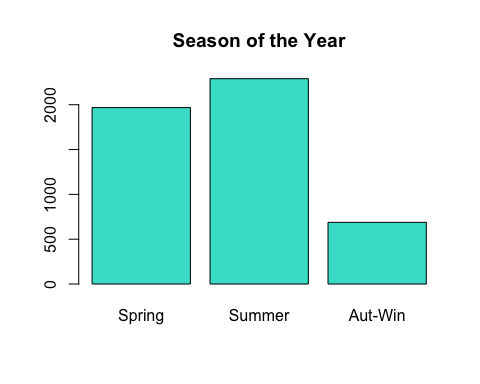 Season of the Year
2000
1000
500
0
Spring Summer Aut-Win